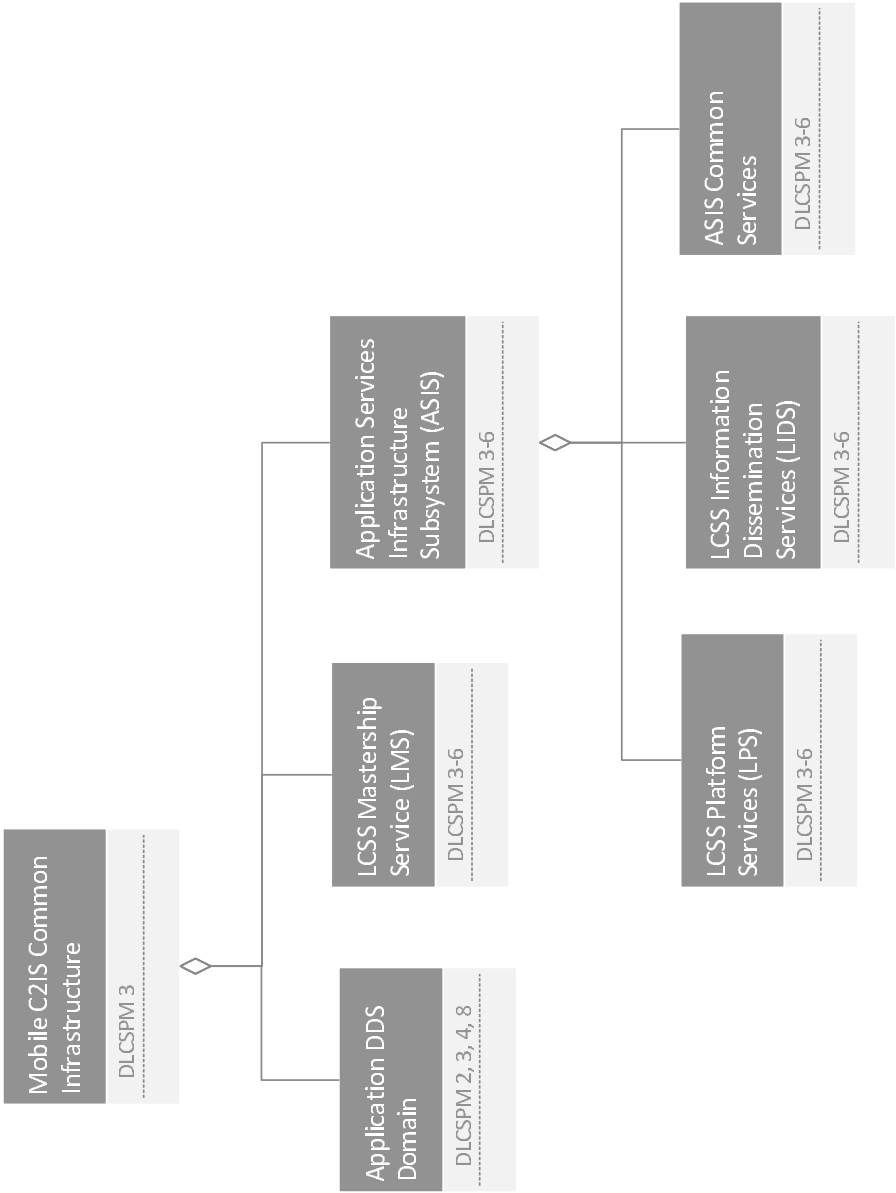 Mobile C2IS Common
Infrastructure
DLCSPM 3
Application DDS
Domain
DLCSPM 2, 3, 4, 8
LCSS Mastership
Service (LMS)
DLCSPM 3-6
Application Services
Infrastructure
Subsystem (ASIS)
DLCSPM 3-6
LCSS Platform
Services (LPS)
DLCSPM 3-6
LCSS Information
Dissemination
Services (LIDS)
DLCSPM 3-6
ASIS Common
Services
DLCSPM 3-6